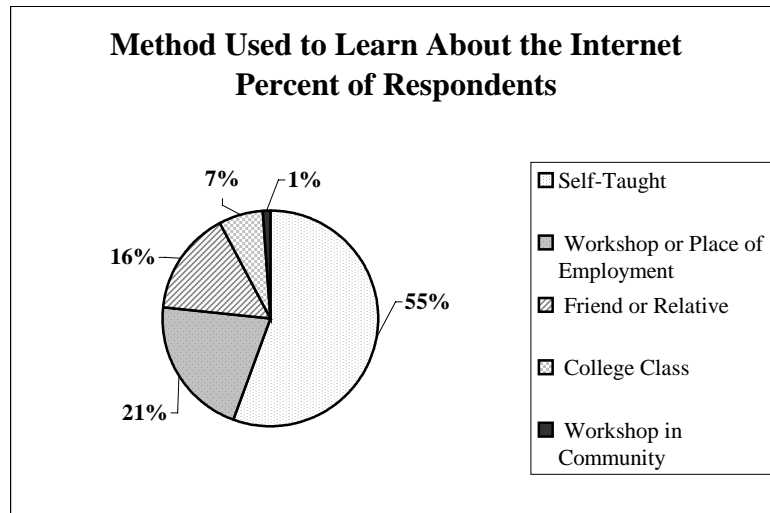 Method Used to Learn About the Internet
Percent of Respondents
7%
1%
16%
55%
21%
Self-Taught
Workshop or Place of
Employment
Friend or Relative
College Class
Workshop in
Community